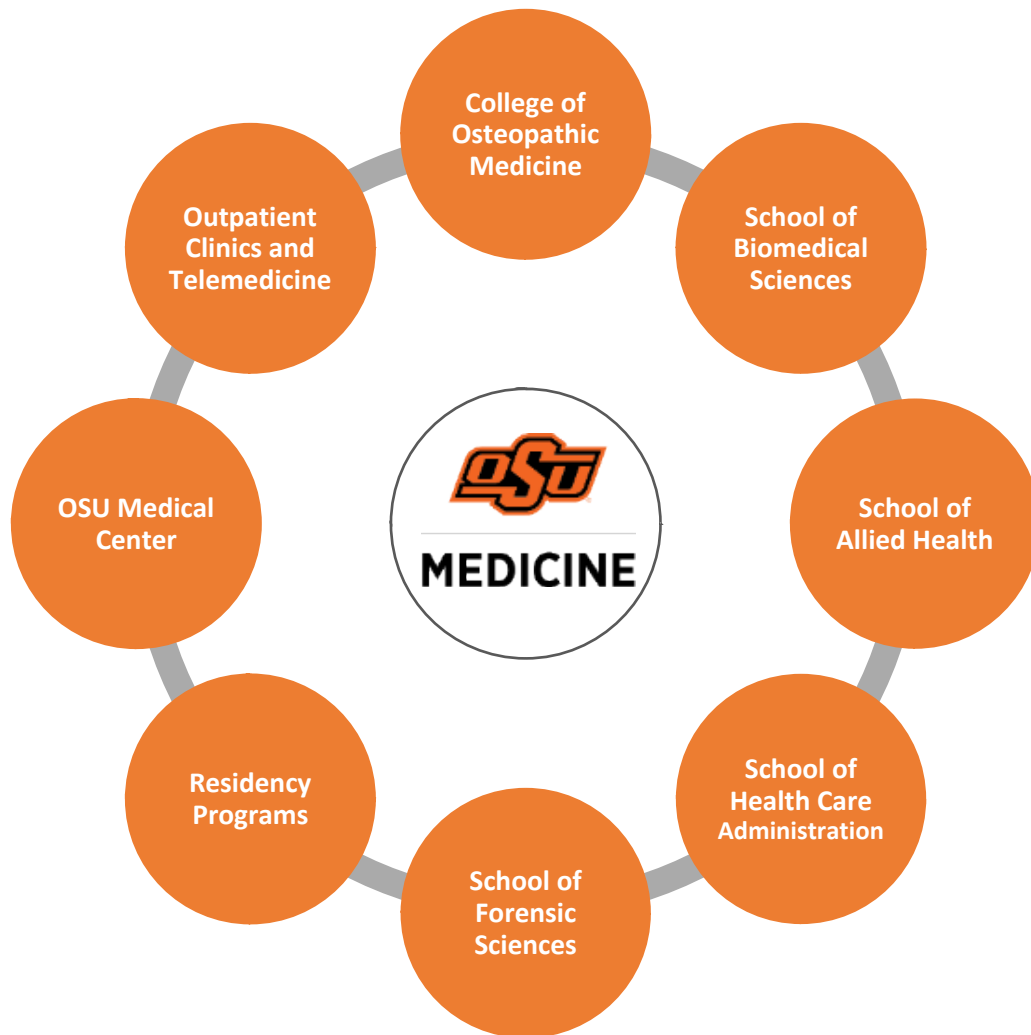 College of
Osteopathic
Medicine
School of
Biomedical
Sciences
School of
Allied Health
School of
Health Care
Administration
School of
Forensic
Sciences
Residency
Programs
OSU Medical
Center
Outpatient
Clinics and
Telemedicine
OSU
MEDICINE